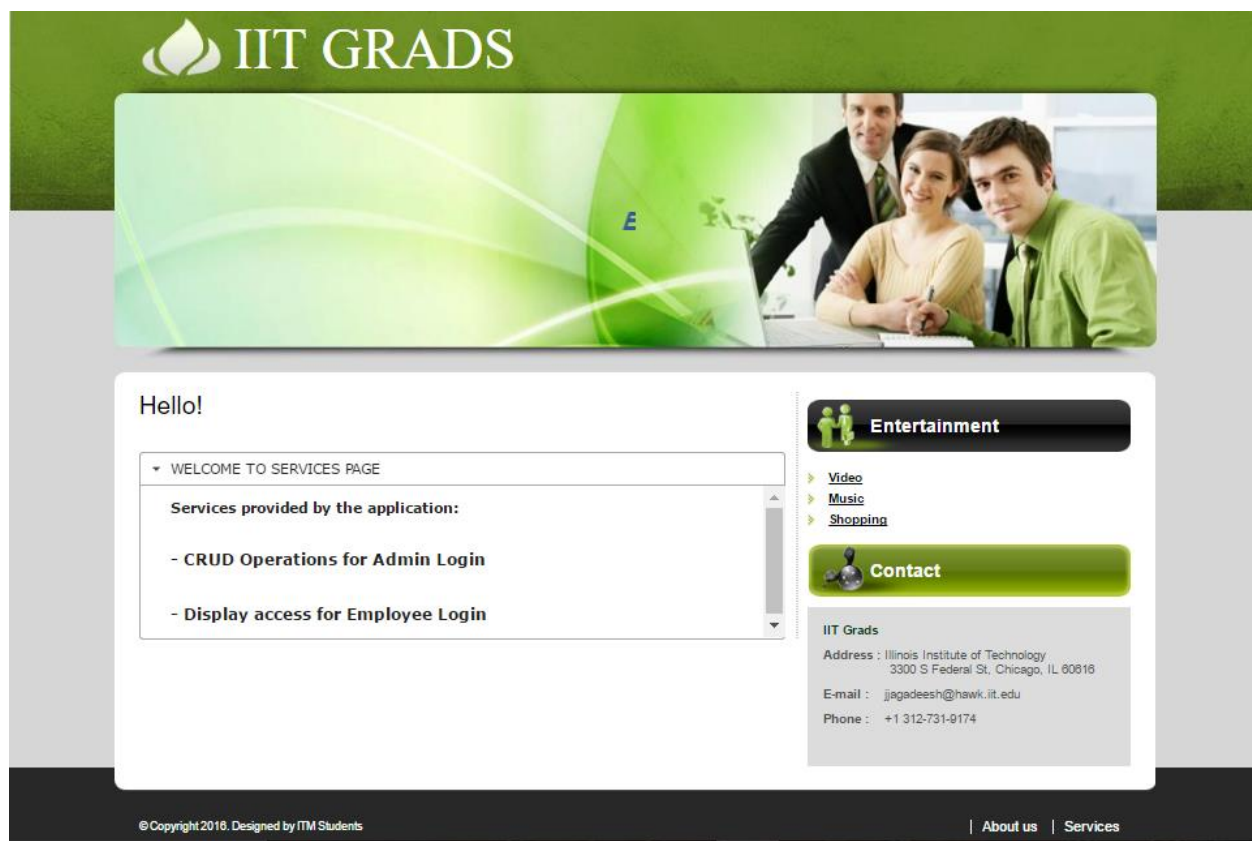 IIT GRADS
E
Hello!
WELCOME TO SERVICES PAGE
Services provided by the application:
- CRUD Operations for Admin Login
- Display access for Employee Login
Entertainment
Video
Music
Shopping
Contact
IIT Grads
Address : Illinois Institute of Technology
3300 S Federal St, Chicago, IL 60616
E-mail : jjagadeesh@hawk.iit.edu
Phone : +1 312-731-9174
© Copyright 2016. Designed by ITM Students
| About us | Services